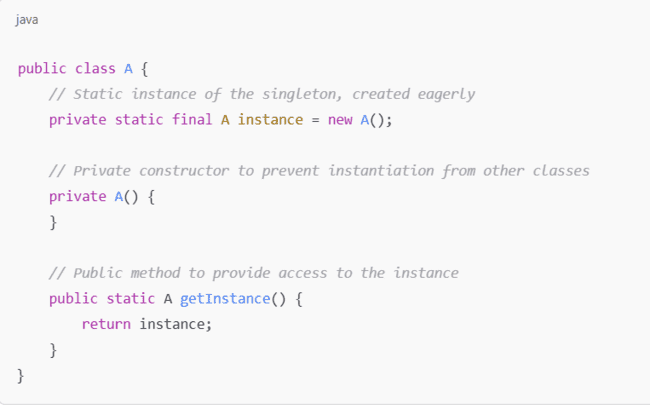 java
public class A {
// Static instance of the singleton, created eagerly
private static final A instance = new A();
// Private constructor to prevent instantiation from other classes
private A() {
}
// Public method to provide access to the instance
public static A getInstance() {
return instance;
}
}